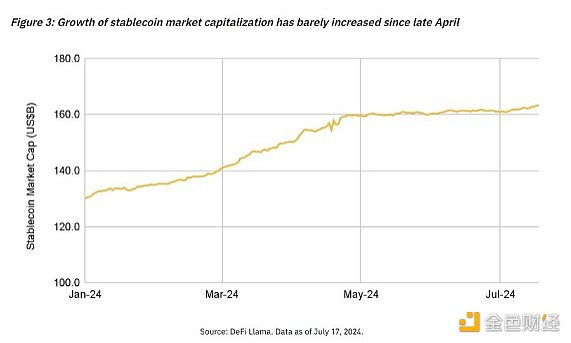 Figure 3: Growth of stablecoin market capitalization has barely increased since late April
Stablecoin Market Cap (US$B)
180.0
160.0
140.0
120.0
100.0
Jan-24
Mar-24
May-24
Jul-24
Source: DeFi Llama. Data as of July 17, 2024.
金色财经